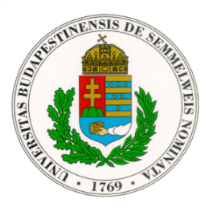 UNIVERSITAS BUDAPESTINENSIS DE SEMMELWEIS NOMINATA
· 1769 ·